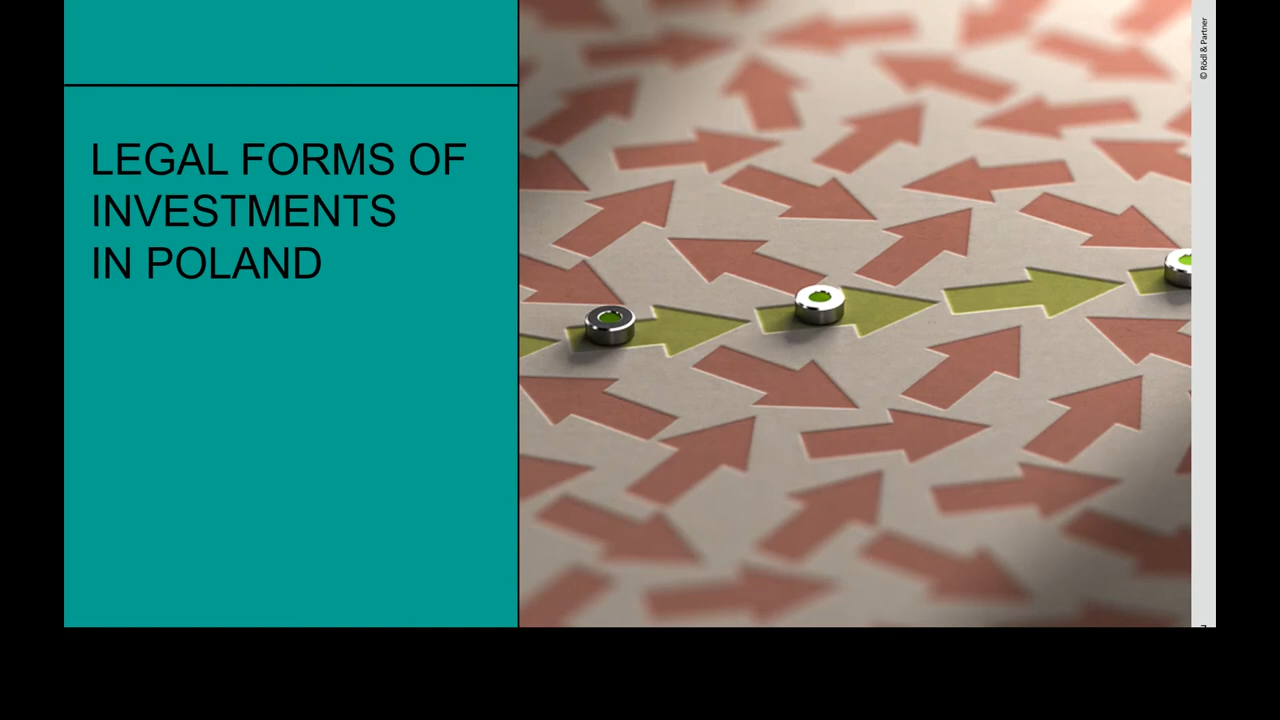 LEGAL FORMS OF
INVESTMENTS
IN POLAND
© Rödl & Partner